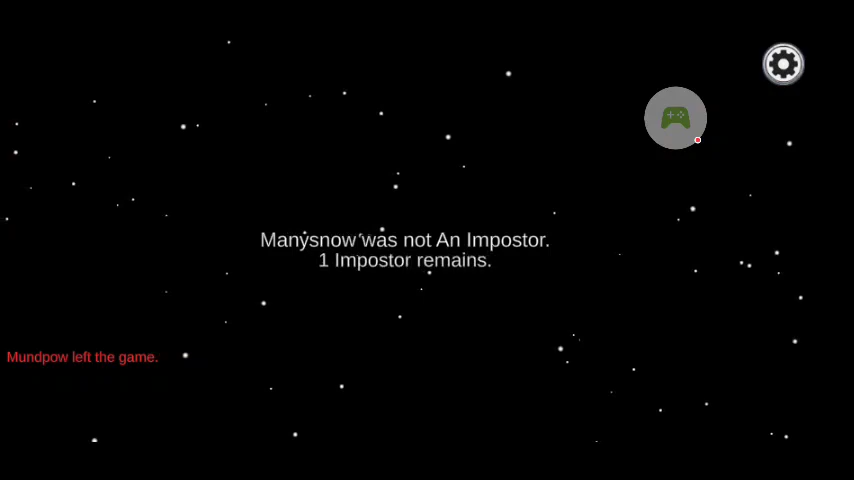 Manysnow was not An Impostor.
1 Impostor remains.
Mundpow left the game.